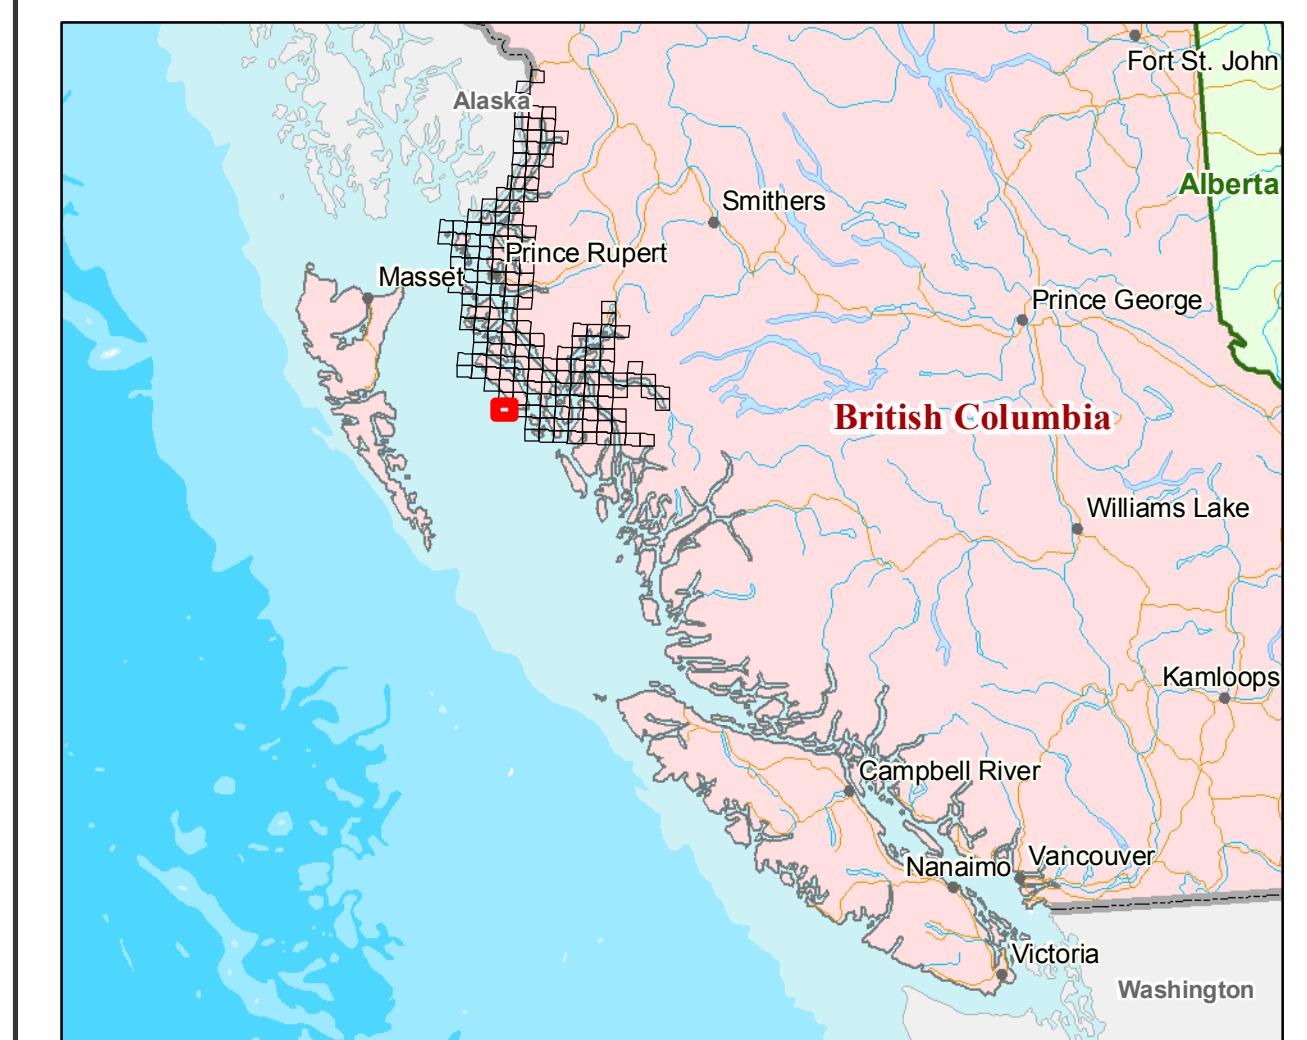 Fort St. John
Alaska
Alberta
Smithers
Prince Rupert
Masset
Prince George
British Columbia
Williams Lake
Kamloops
Campbell River
Vancouver
Nanaimo
Victoria
Washington